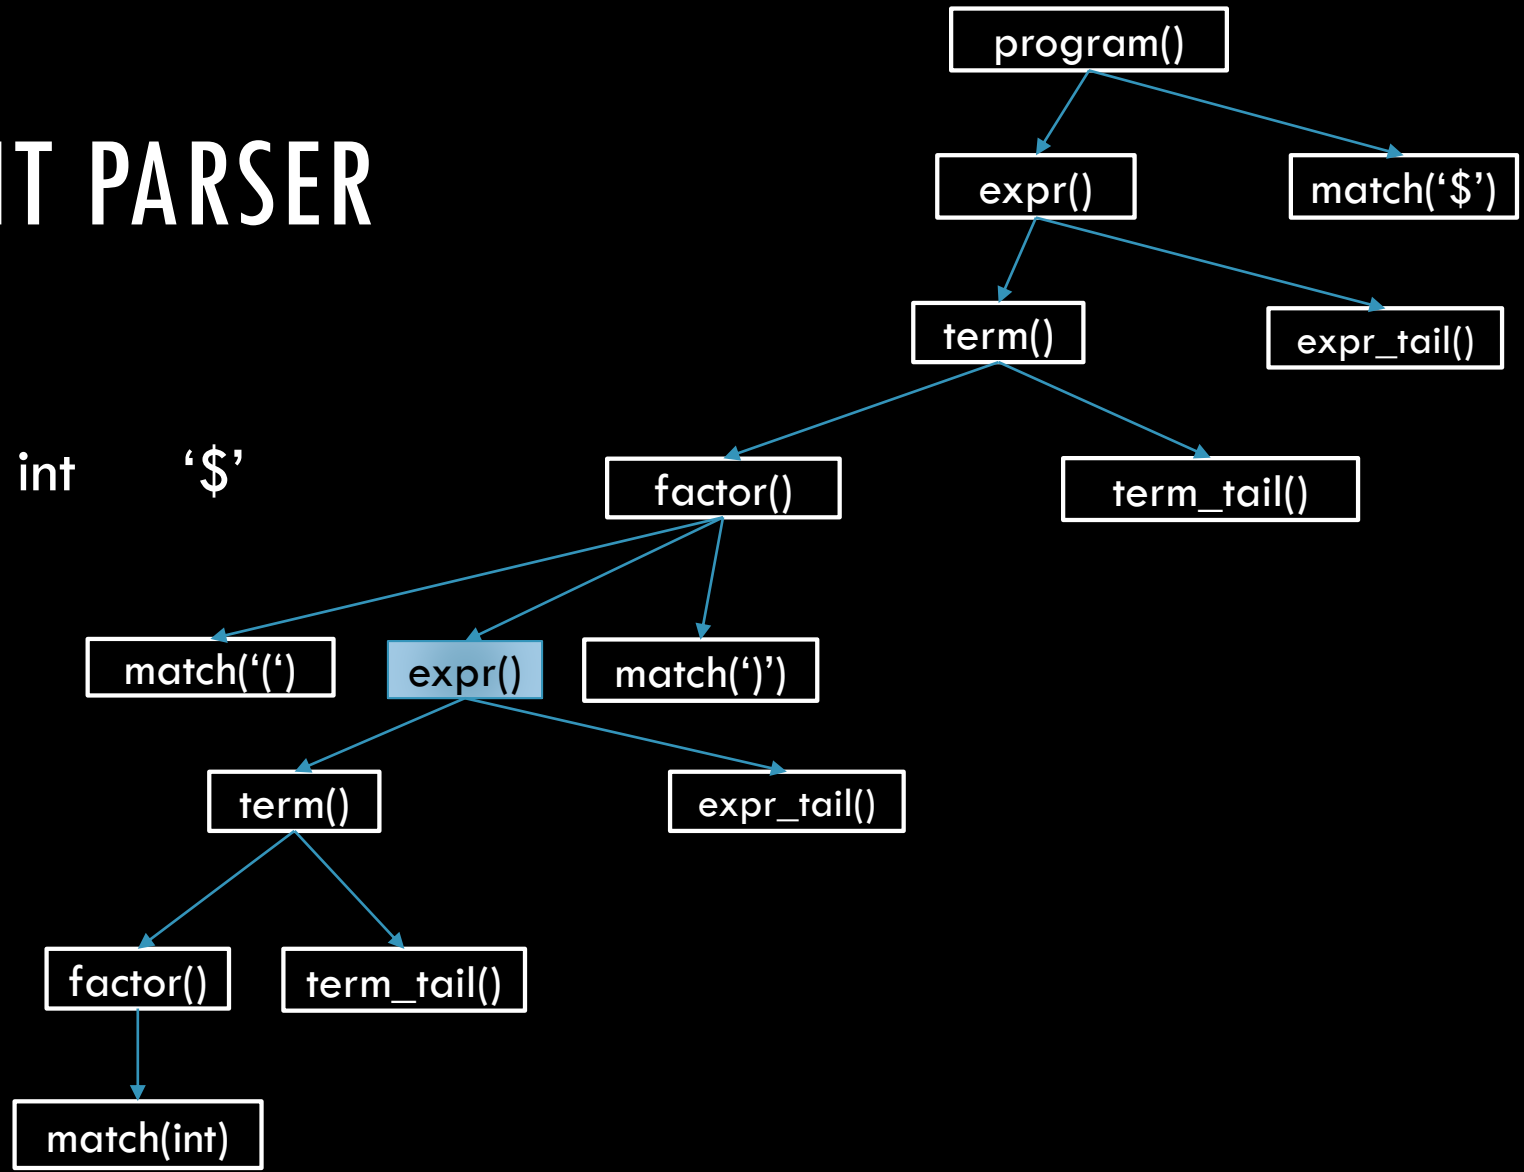 program()
IT PARSER
expr()
match(‘$’)
term()
expr_tail()
int ‘$’
factor()
term_tail()
match(‘(‘)
expr()
match(‘)’)
term()
expr_tail()
factor()
term_tail()
match(int)